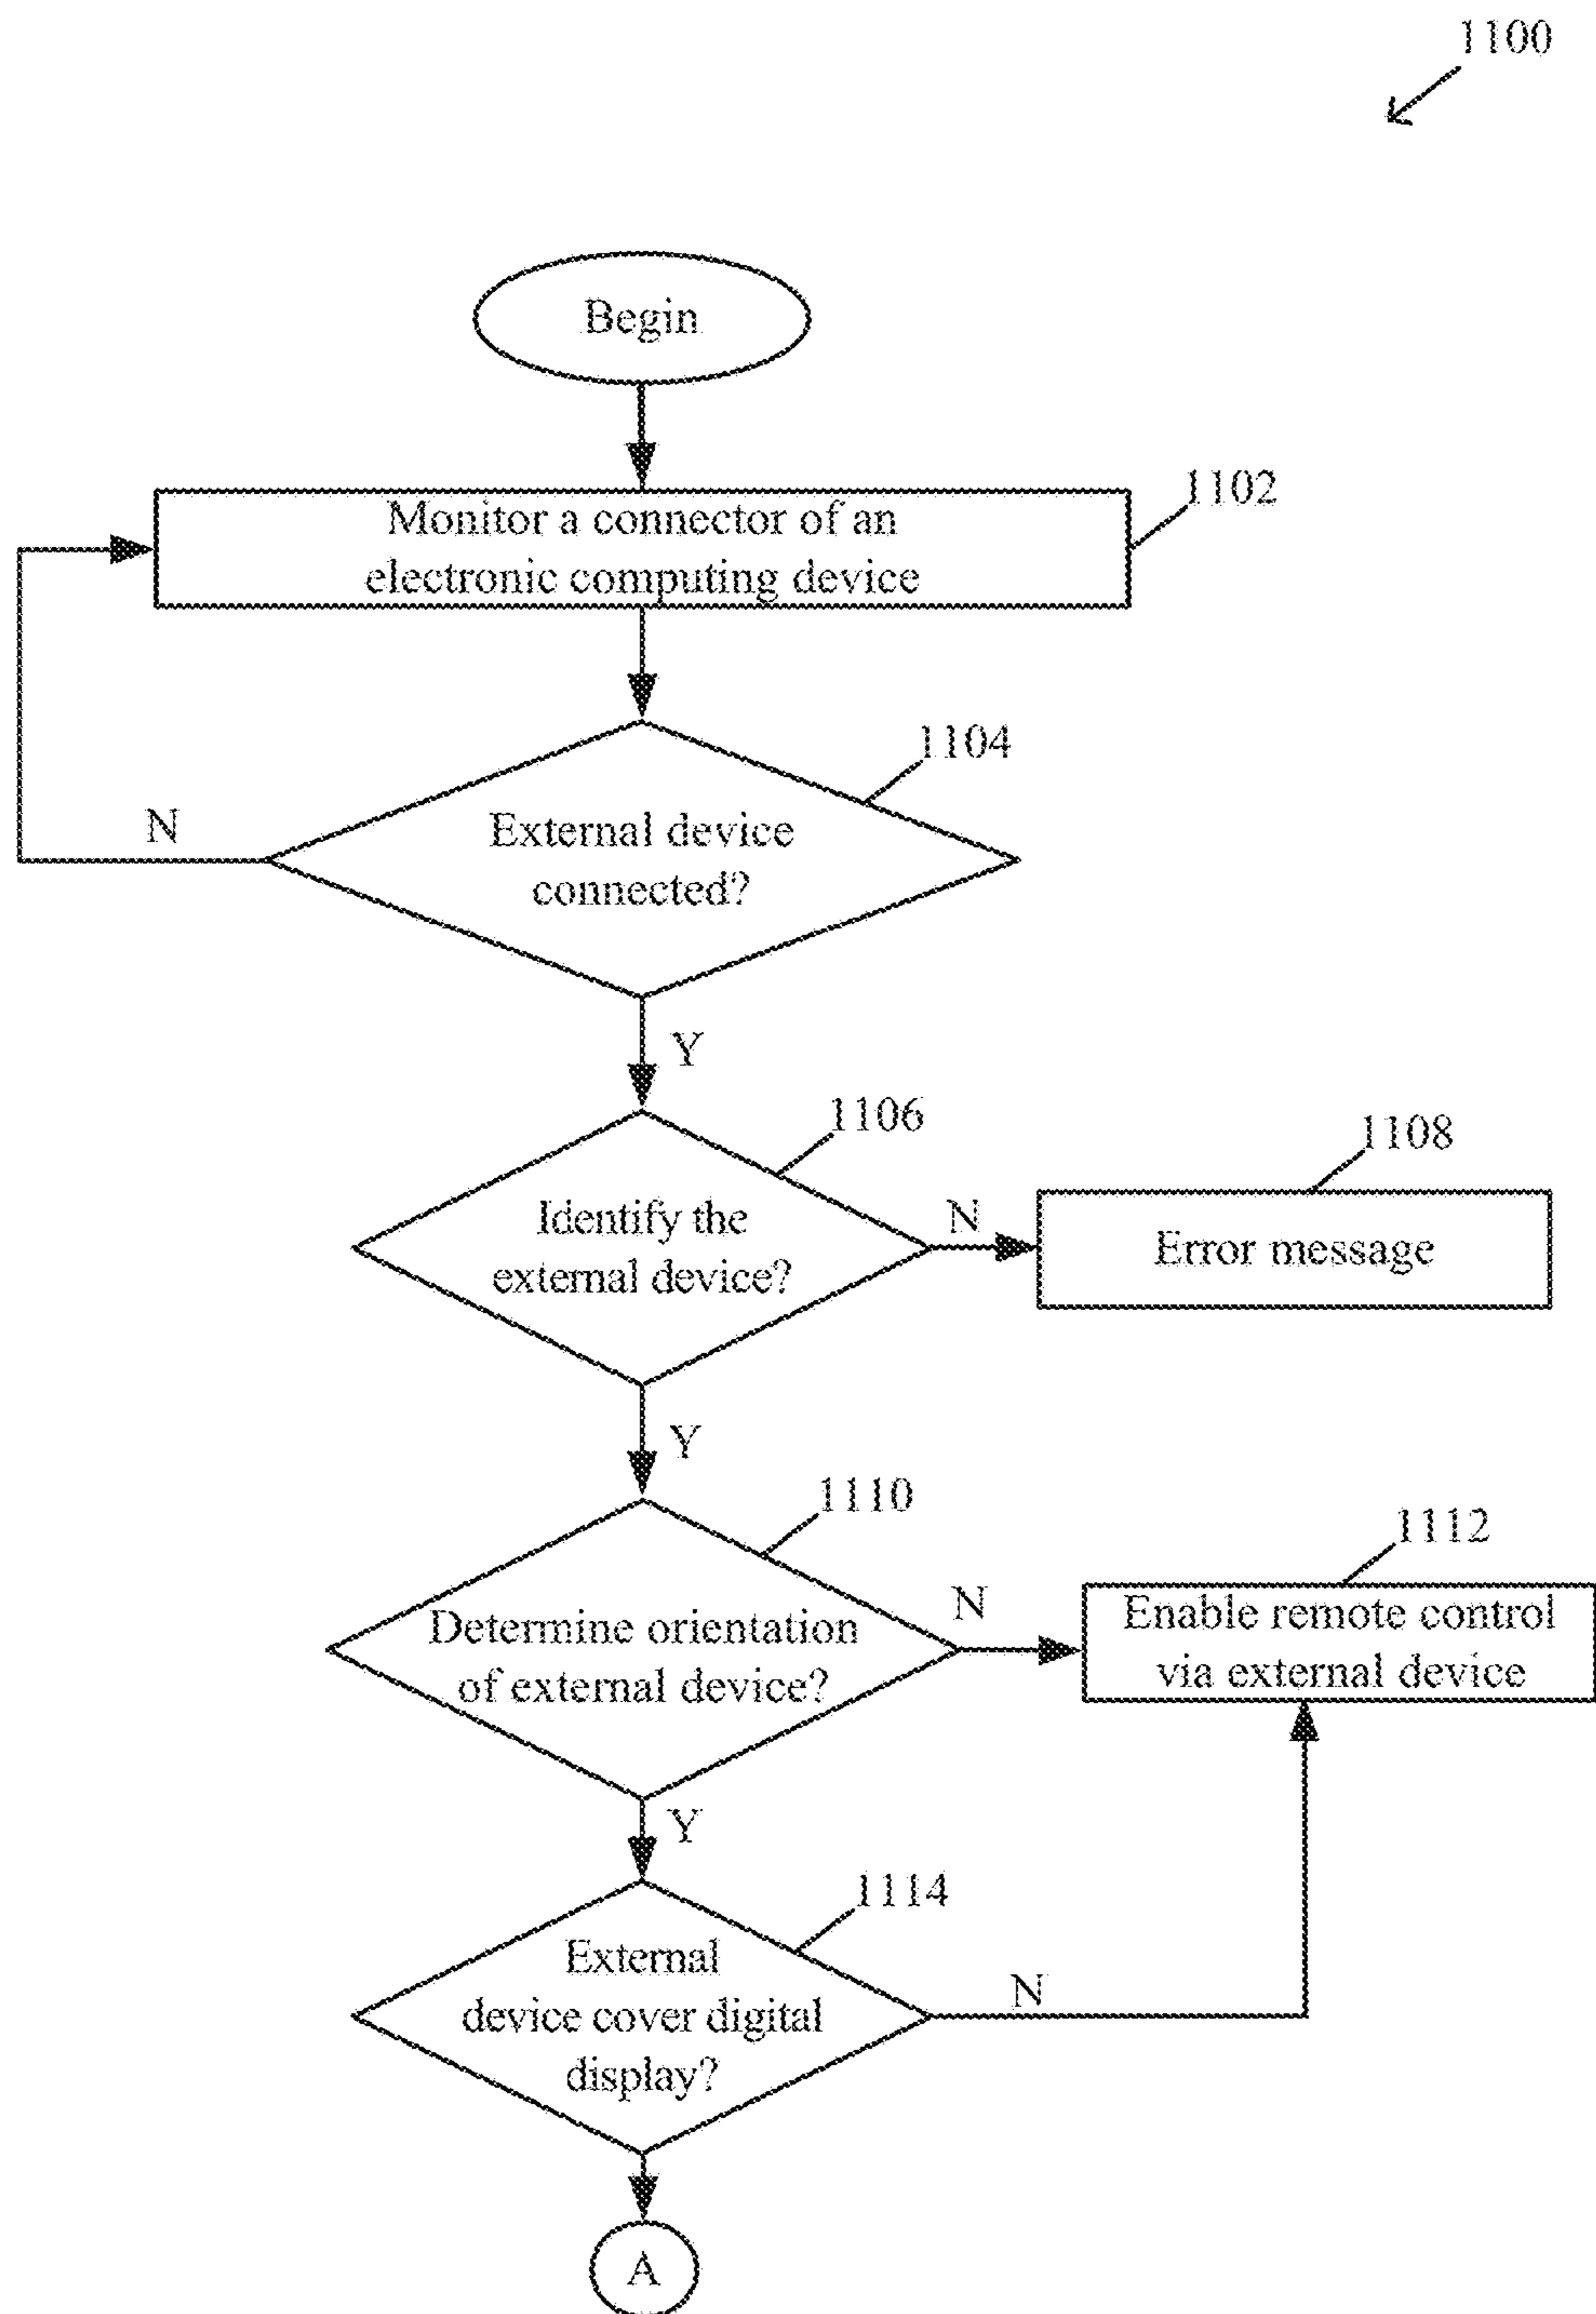 1100
Begin
1102
Monitor a connector of an
electronic computing device
1104
External device
connected?
N
Y
1106
Identify the
external device?
N
1108
Error message
Y
1110
Determine orientation
of external device?
N
1112
Enable remote control
via external device
Y
1114
External
device cover digital
display?
N
A